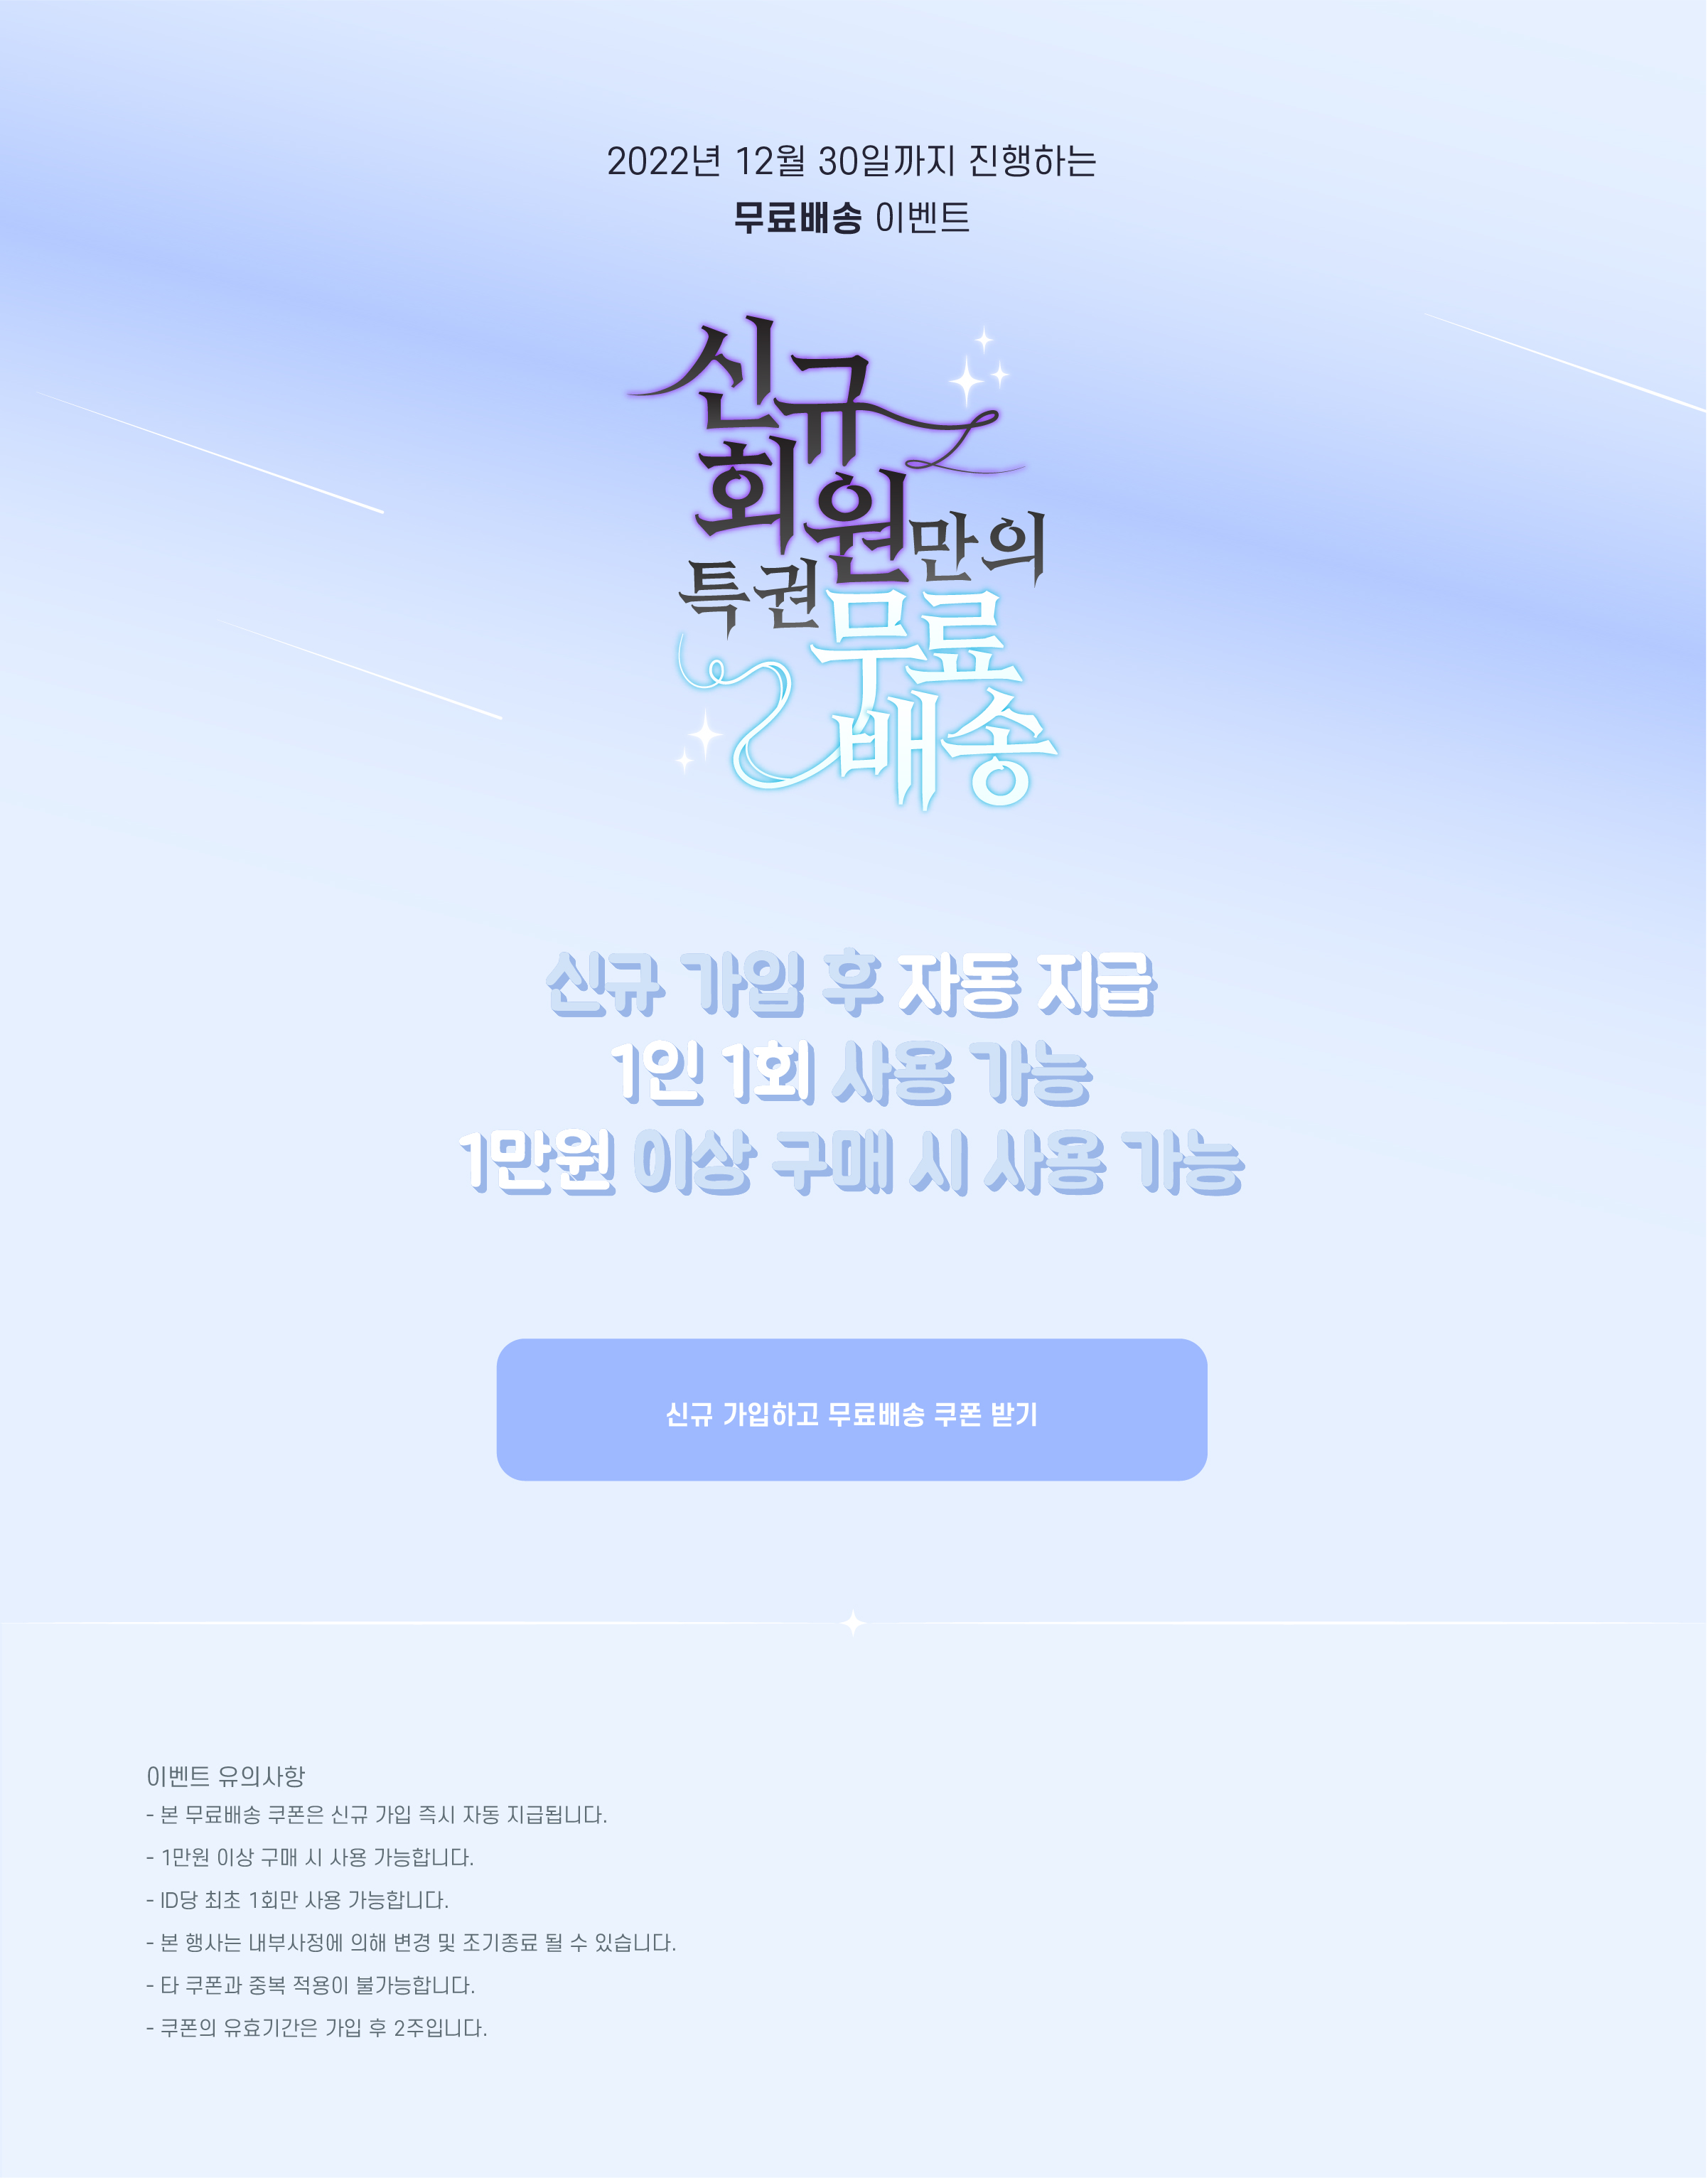 2022년 12월 30일까지 진행하는
무료배송 이벤트
신규
회원만의
특권 무료
배송
신규 가입 후 자동 지급
1인 1회 사용 가능
1만원 이상 구매 시 사용 가능
신규 가입하고 무료배송 쿠폰 받기
이벤트 유의사항
- 본 무료배송 쿠폰은 신규 가입 즉시 자동 지급됩니다.
- 1만원 이상 구매 시 사용 가능합니다.
- ID당 최초 1회만 사용 가능합니다.
- 본 행사는 내부사정에 의해 변경 및 조기종료 될 수 있습니다.
- 타 쿠폰과 중복 적용이 불가능합니다.
- 쿠폰의 유효기간은 가입 후 2주입니다.